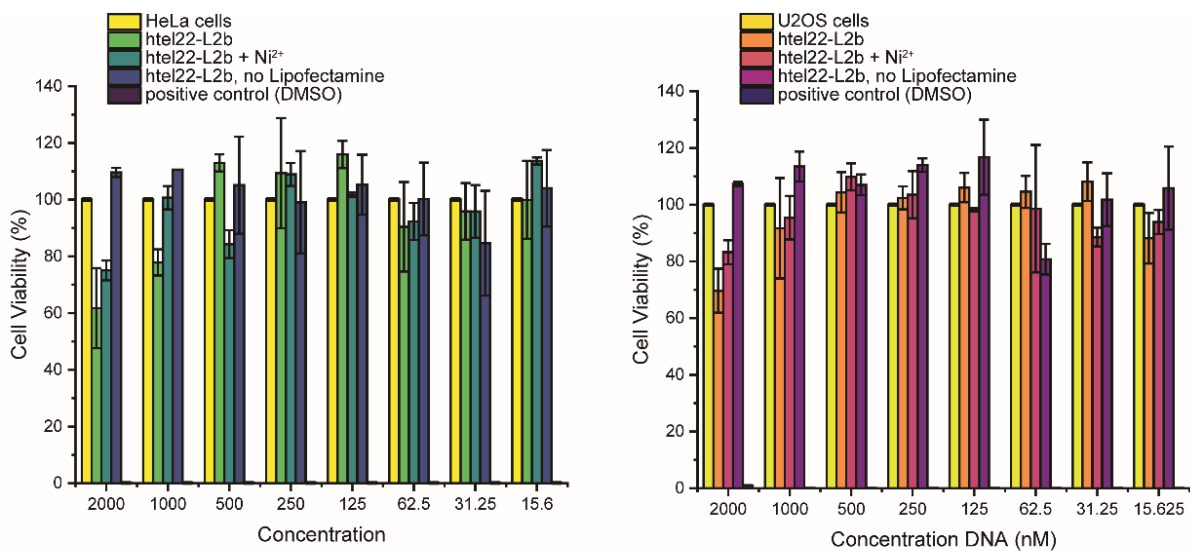 HeLa cells
htel22-L2b
htel22-L2b + Ni²⁺
htel22-L2b, no Lipofectamine
positive control (DMSO)
140
120
100
80
60
40
20
0
Cell Viability (%)
2000 1000 500 250 125 62.5 31.25 15.6
Concentration
U2OS cells
htel22-L2b
htel22-L2b + Ni²⁺
htel22-L2b, no Lipofectamine
positive control (DMSO)
140
120
100
80
60
40
20
0
Cell Viability (%)
2000 1000 500 250 125 62.5 31.25 15.625
Concentration DNA (nM)